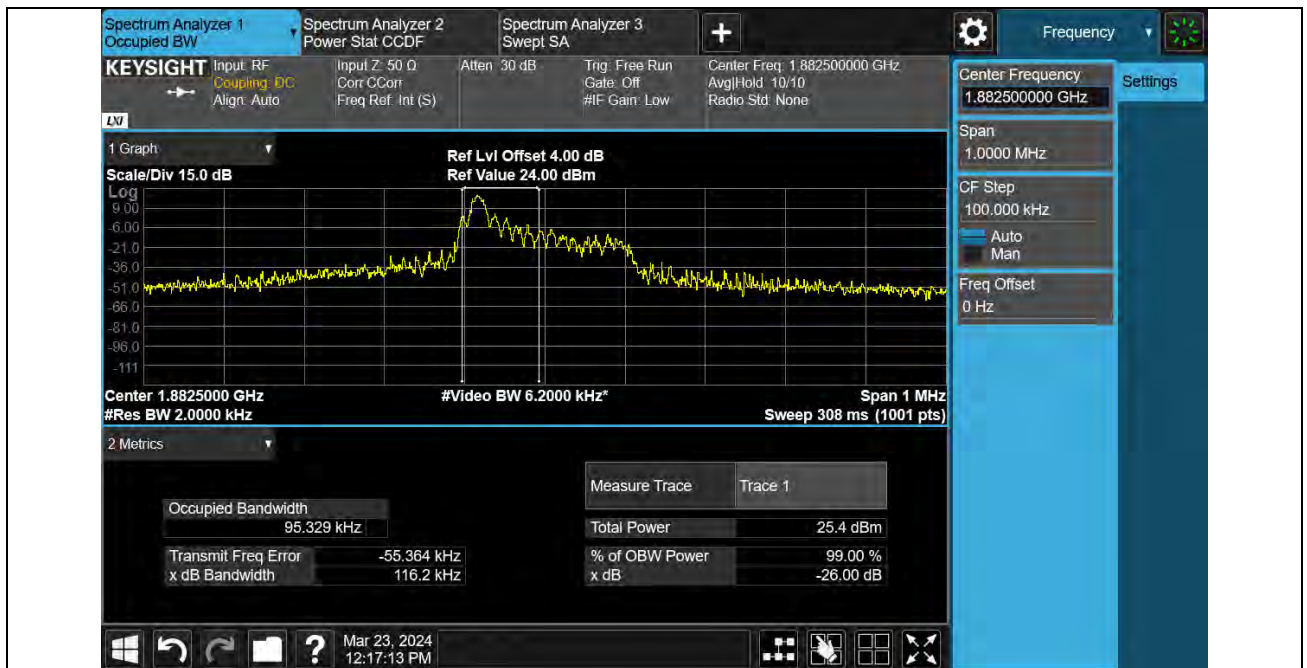 Spectrum Analyzer 1
Occupied BW
Spectrum Analyzer 2
Power Stat CCDF
Spectrum Analyzer 3
Swept SA
+
Frequency
KEYSIGHT
LXI
Input: RF
Coupling: DC
Align: Auto
Input Z: 50 Ω
Corr CCorr
Freq Ref: Int (S)
Atten: 30 dB
Trig: Free Run
Gate: Off
#IF Gain: Low
Center Freq: 1.882500000 GHz
Avg|Hold: 10/10
Radio Std: None
Center Frequency
1.882500000 GHz
Settings
Span
1.0000 MHz
CF Step
100.000 kHz
Auto
Man
Freq Offset
0 Hz
1 Graph
Scale/Div 15.0 dB
Ref Lvl Offset 4.00 dB
Ref Value 24.00 dBm
Log
9.00
-6.00
-21.0
-36.0
-51.0
-66.0
-81.0
-96.0
-111
Center 1.8825000 GHz
#Res BW 2.0000 kHz
#Video BW 6.2000 kHz*
Span 1 MHz
Sweep 308 ms (1001 pts)
2 Metrics
Measure Trace
Trace 1
Occupied Bandwidth
95.329 kHz
Total Power
25.4 dBm
Transmit Freq Error
-55.364 kHz
% of OBW Power
99.00 %
x dB Bandwidth
116.2 kHz
x dB
-26.00 dB
?
Mar 23, 2024
12:17:13 PM